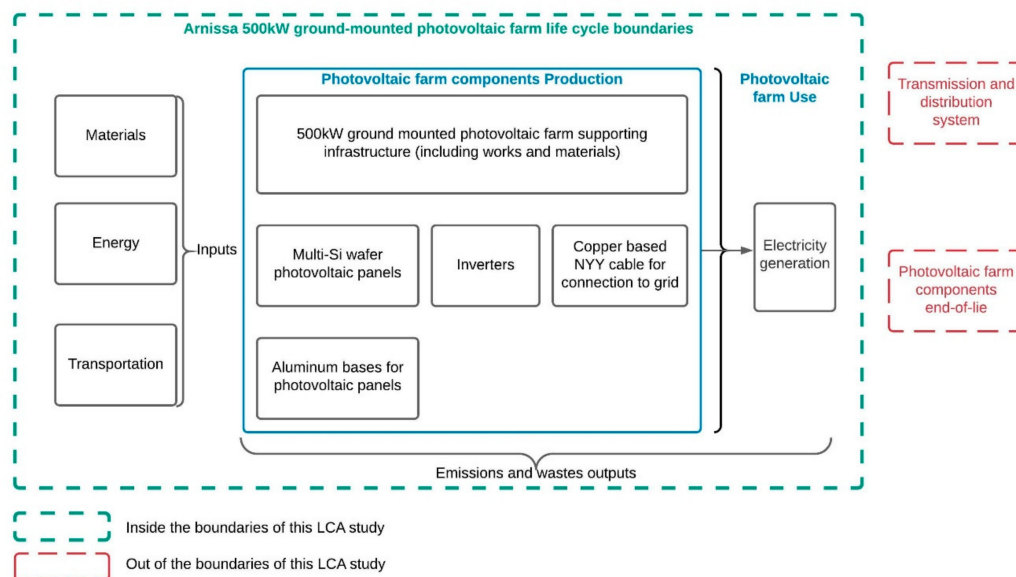 Arnissa 500kW ground-mounted photovoltaic farm life cycle boundaries
Materials
Energy
Transportation
Inputs
Photovoltaic farm components Production
500kW ground mounted photovoltaic farm supporting
infrastructure (including works and materials)
Multi-Si wafer
photovoltaic panels
Inverters
Copper based
NYY cable for
connection to grid
Aluminum bases for
photovoltaic panels
Photovoltaic
farm Use
Electricity
generation
Emissions and wastes outputs
Transmission and
distribution
system
Photovoltaic farm
components
end-of-lie
Inside the boundaries of this LCA study
Out of the boundaries of this LCA study